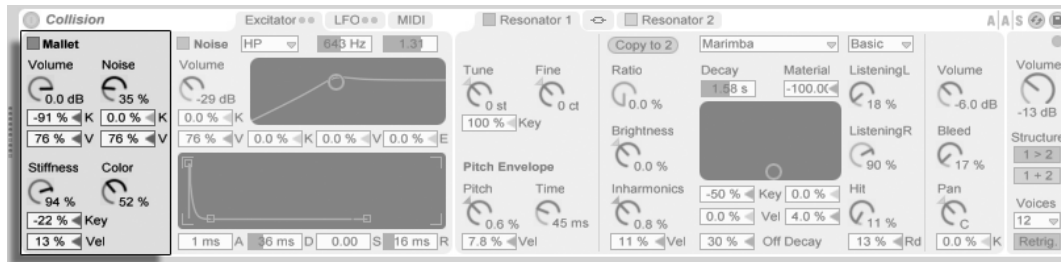 Collision
Excitator
LFO
MIDI
Resonator 1
Resonator 2
A|A|S
Mallet
Volume Noise
0.0 dB 35 %
-91 % K 0.0 % K
76 % V 76 % V
Stiffness Color
94 % 52 %
-22 % Key
13 % Vel
Noise HP 643 Hz 1.31
Volume
-29 dB
0.0 % K
76 % V 0.0 % K 0.0 % V 0.0 % E
1 ms A 36 ms D 0.00 S 16 ms R
Tune Fine
0 st 0 ct
100 % Key
Pitch Envelope
Pitch Time
0.6 % 45 ms
7.8 % Vel
Copy to 2 Marimba Basic
Ratio
0.0 %
Brightness
0.0 %
Inharmonics
0.8 %
11 % Vel
Decay Material
1.58 s -100.00
-50 % Key 0.0 %
0.0 % Vel 4.0 %
30 % Off Decay
ListeningL
18 %
ListeningR
90 %
Hit
11 %
13 % Rd
Volume
-6.0 dB
Bleed
17 %
Pan
C
0.0 % K
Volume
-13 dB
Structure
1 > 2
1 + 2
Voices
12
Retrig.